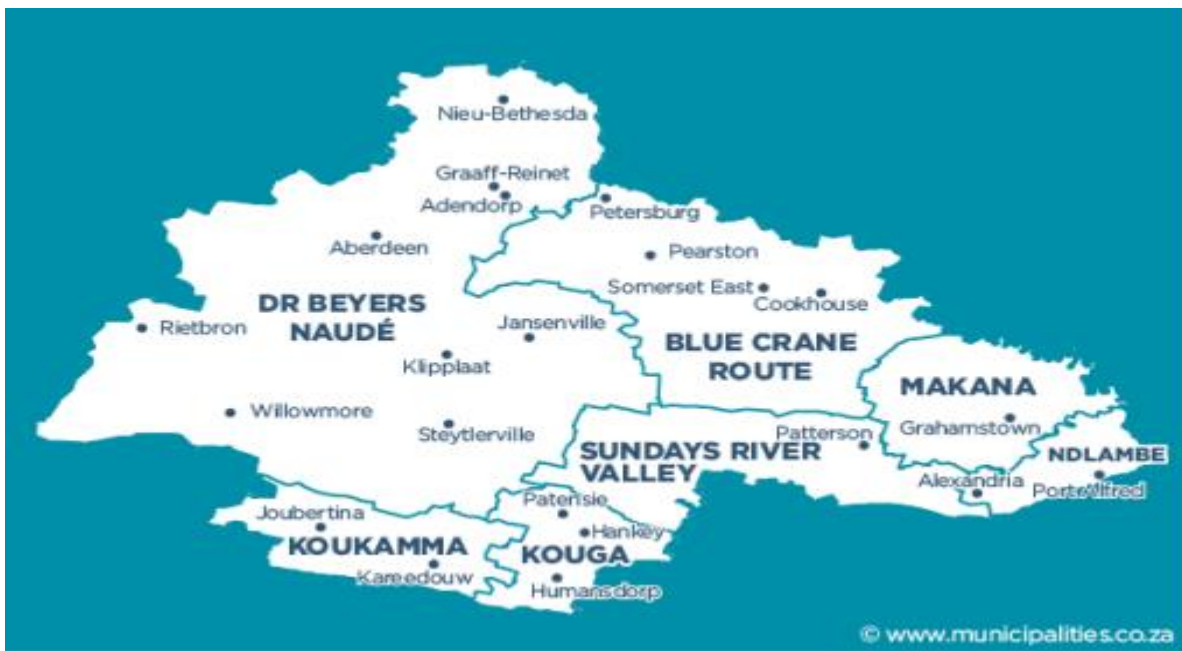 Nieu-Bethesda
Graaff-Reinet
Adendorp
Petersburg
Aberdeen
Pearston
Somerset East
Cookhouse
DR BEYERS
NAUDÉ
Rietbron
Jansenville
BLUE CRANE
ROUTE
Klipplaat
MAKANA
Willowmore
Grahamstown
Steytlerville
Patterson
SUNDAYS RIVER
VALLEY
NDLAMBE
Alexandria
Port Alfred
Patensie
Joubertina
Hankey
KOUKAMMA
KOUGA
Kareedouw
Humansdorp
© www.municipalities.co.za